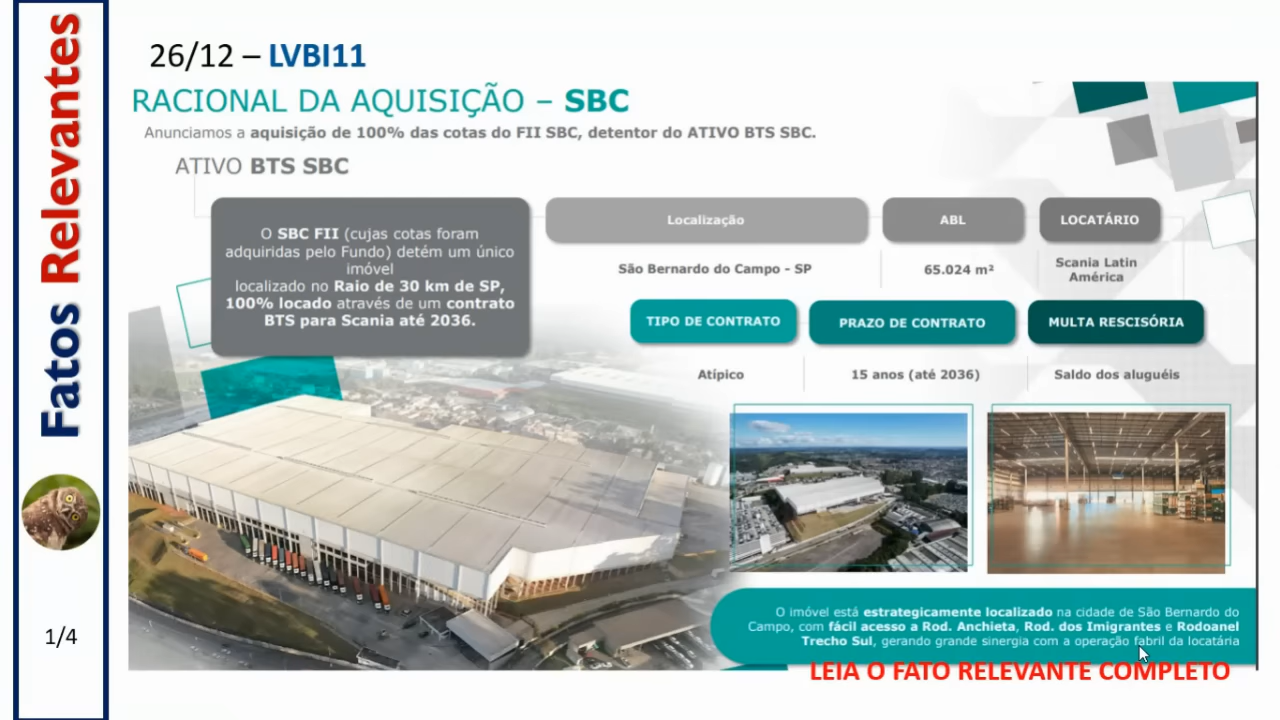 Fatos Relevantes
1/4
26/12 – LVBI11
RACIONAL DA AQUISIÇÃO – SBC
Anunciamos a aquisição de 100% das cotas do FII SBC, detentor do ATIVO BTS SBC.
ATIVO BTS SBC
O SBC FII (cujas cotas foram
adquiridas pelo Fundo) detém um único
imóvel
localizado no Raio de 30 km de SP,
100% locado através de um contrato
BTS para Scania até 2036.
Localização
ABL
LOCATÁRIO
São Bernardo do Campo - SP
65.024 m²
Scania Latin
América
TIPO DE CONTRATO
PRAZO DE CONTRATO
MULTA RESCISÓRIA
Atípico
15 anos (até 2036)
Saldo dos aluguéis
O imóvel está estrategicamente localizado na cidade de São Bernardo do
Campo, com fácil acesso a Rod. Anchieta, Rod. dos Imigrantes e Rodoanel
Trecho Sul, gerando grande sinergia com a operação fabril da locatária
LEIA O FATO RELEVANTE COMPLETO